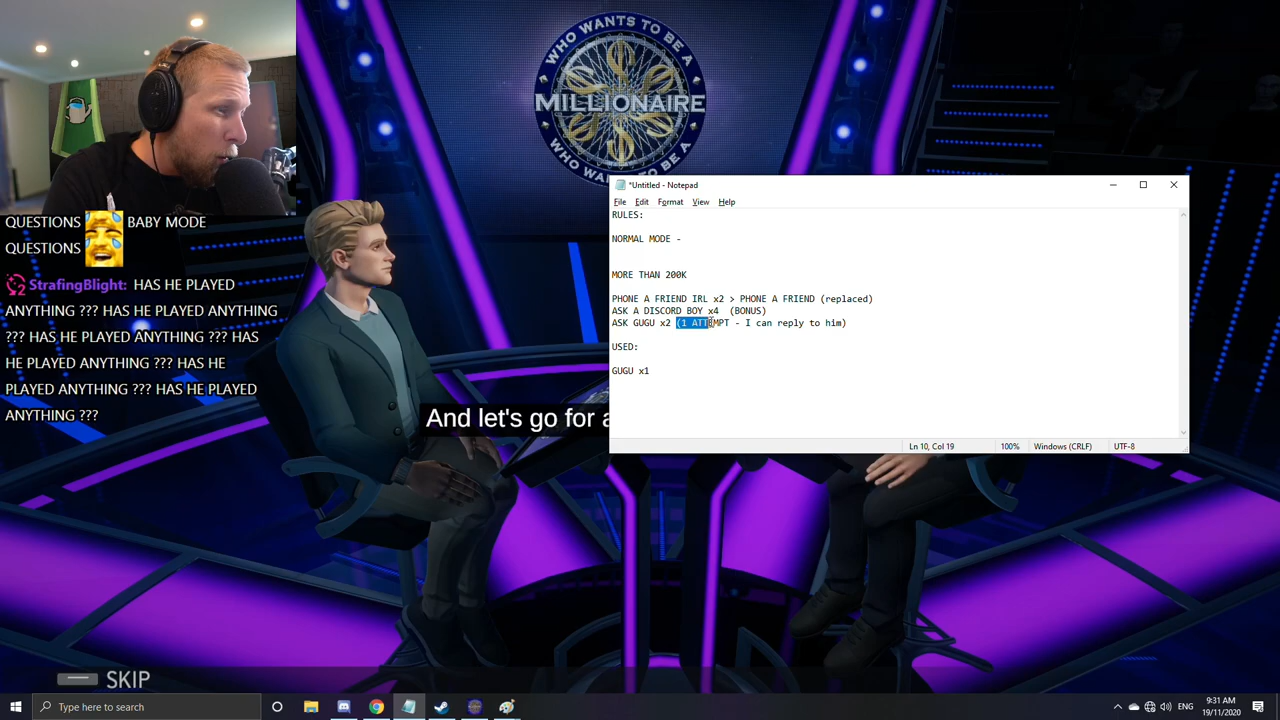 WHO WANTS TO BE A
MILLIONAIRE
WHO WANTS TO BE A
QUESTIONS BABY MODE
QUESTIONS
StrafingBlight: HAS HE PLAYED
ANYTHING ??? HAS HE PLAYED ANYTHING
??? HAS HE PLAYED ANYTHING ??? HAS
HE PLAYED ANYTHING ??? HAS HE
PLAYED ANYTHING ??? HAS HE PLAYED
ANYTHING ???
*Untitled - Notepad
File Edit Format View Help
RULES:
NORMAL MODE -
MORE THAN 200K
PHONE A FRIEND IRL x2 > PHONE A FRIEND (replaced)
ASK A DISCORD BOY x4 (BONUS)
ASK GUGU x2 (1 ATTEMPT - I can reply to him)
USED:
GUGU x1
Ln 10, Col 19 100% Windows (CRLF) UTF-8
And let's go for a
SKIP
Type here to search
ENG
9:31 AM
19/11/2020